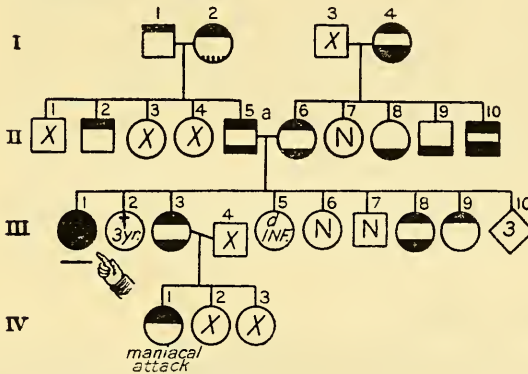 1 2 3 4
I X
1 2 3 4 5 a 6 7 8 9 10
II X X X N
1 2 3 4 5 6 7 8 9 10
III † 3yr. X d INF. N N 3
1 2 3
IV X X
maniacal
attack